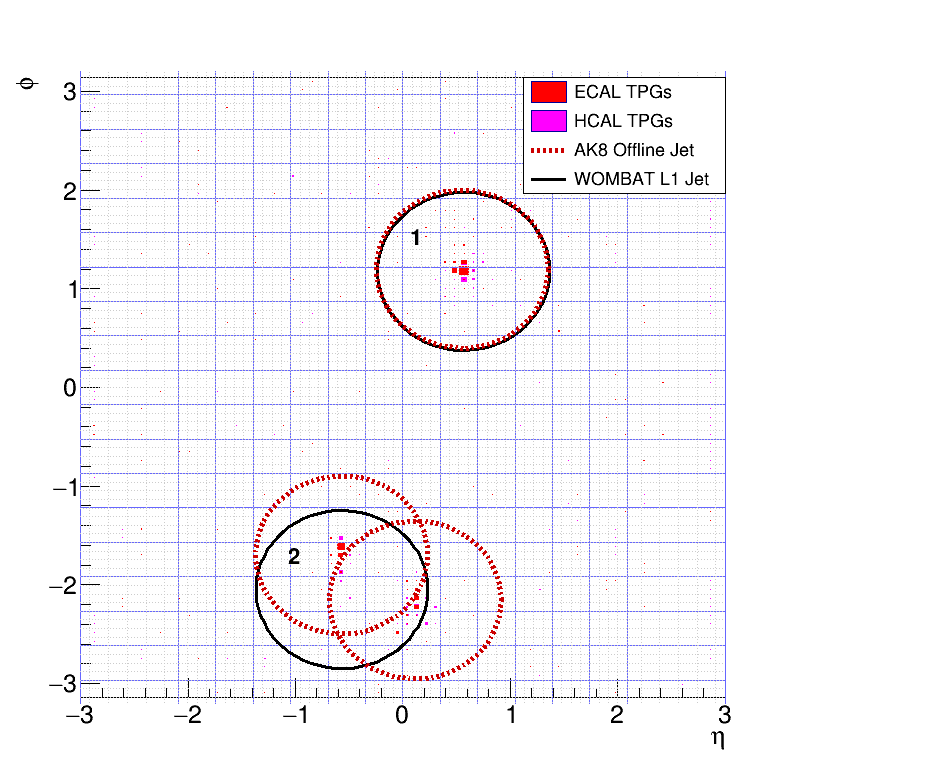 φ
3
2
1
0
−1
−2
−3
ECAL TPGs
HCAL TPGs
AK8 Offline Jet
WOMBAT L1 Jet
1
2
−3 −2 −1 0 1 2 3
η